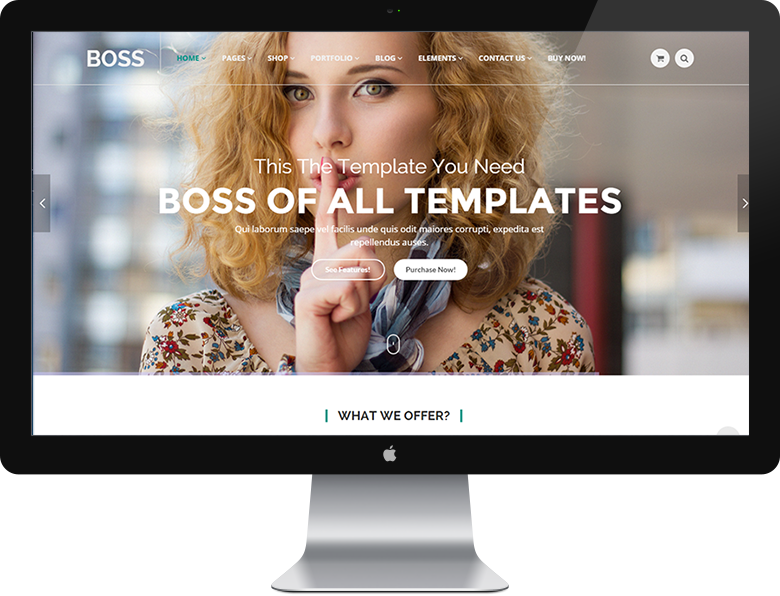 BOSS
HOME PAGES SHOP PORTFOLIO BLOG ELEMENTS CONTACT US BUY NOW!
This The Template You Need
BOSS OF ALL TEMPLATES
Qui laborum saepe vel facilis unde quis odit maiores corrupti, expedita est
repellendus auses.
See Features! Purchase Now!
WHAT WE OFFER?